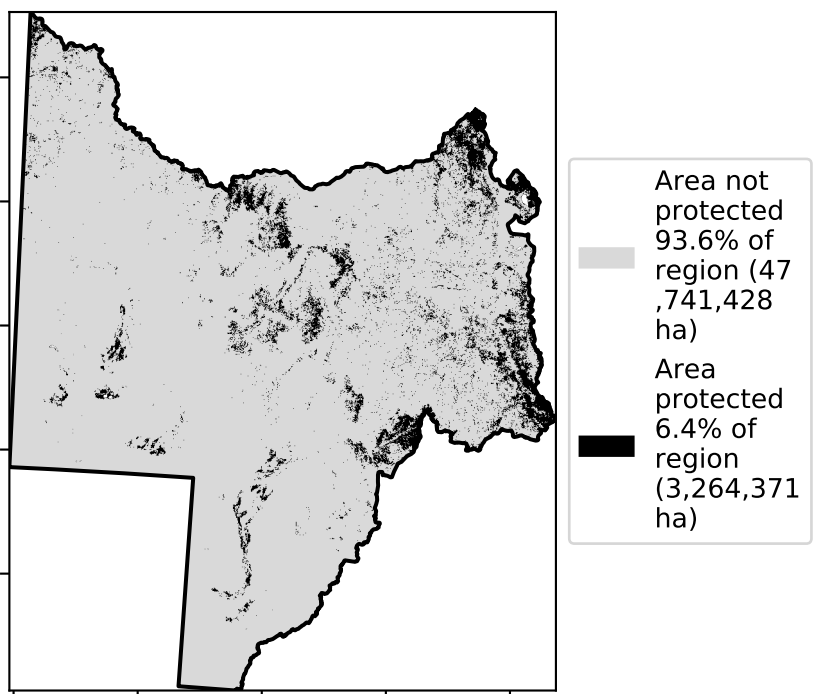 Area not
protected
93.6% of
region (47
,741,428
ha)
Area
protected
6.4% of
region
(3,264,371
ha)